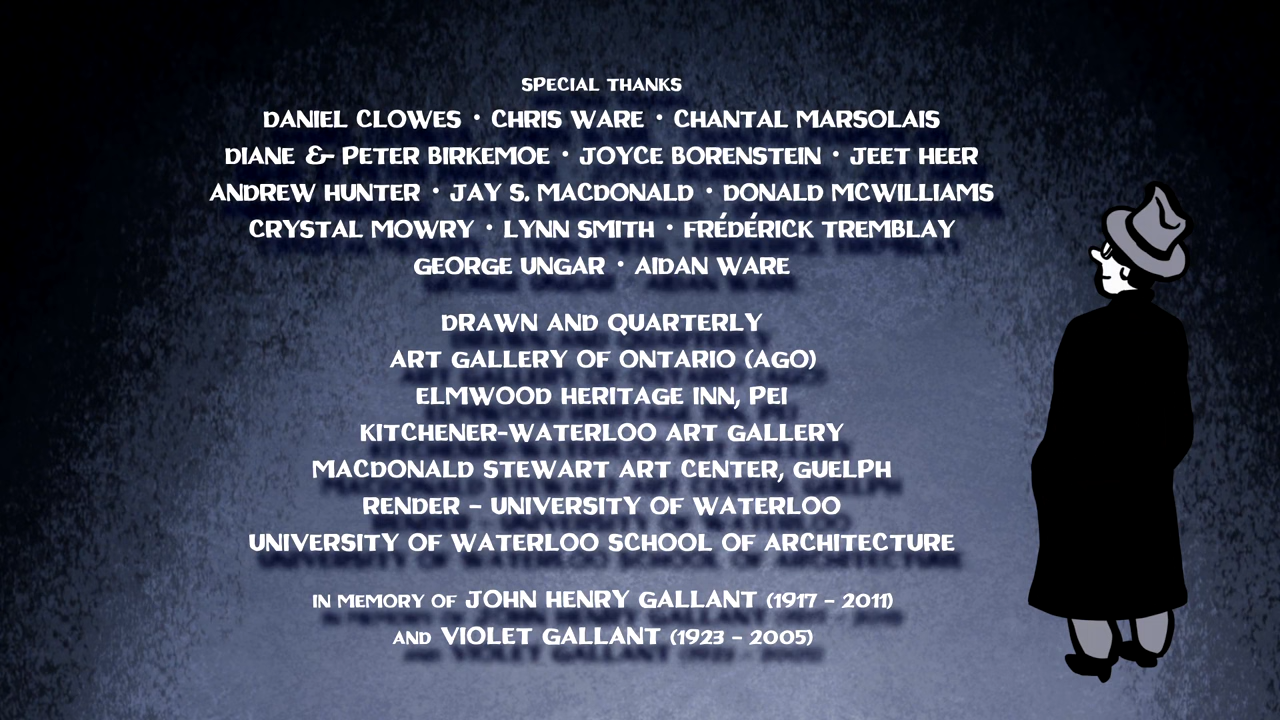 SPECIAL THANKS
DANIEL CLOWES • CHRIS WARE • CHANTAL MARSOLAIS
DIANE & PETER BIRKEMOE • JOYCE BORENSTEIN • JEET HEER
ANDREW HUNTER • JAY S. MACDONALD • DONALD MCWILLIAMS
CRYSTAL MOWRY • LYNN SMITH • FRÉDÉRICK TREMBLAY
GEORGE UNGAR • AIDAN WARE
DRAWN AND QUARTERLY
ART GALLERY OF ONTARIO (AGO)
ELMWOOD HERITAGE INN, PEI
KITCHENER-WATERLOO ART GALLERY
MACDONALD STEWART ART CENTER, GUELPH
RENDER – UNIVERSITY OF WATERLOO
UNIVERSITY OF WATERLOO SCHOOL OF ARCHITECTURE
IN MEMORY OF JOHN HENRY GALLANT (1917 – 2011)
AND VIOLET GALLANT (1923 – 2005)